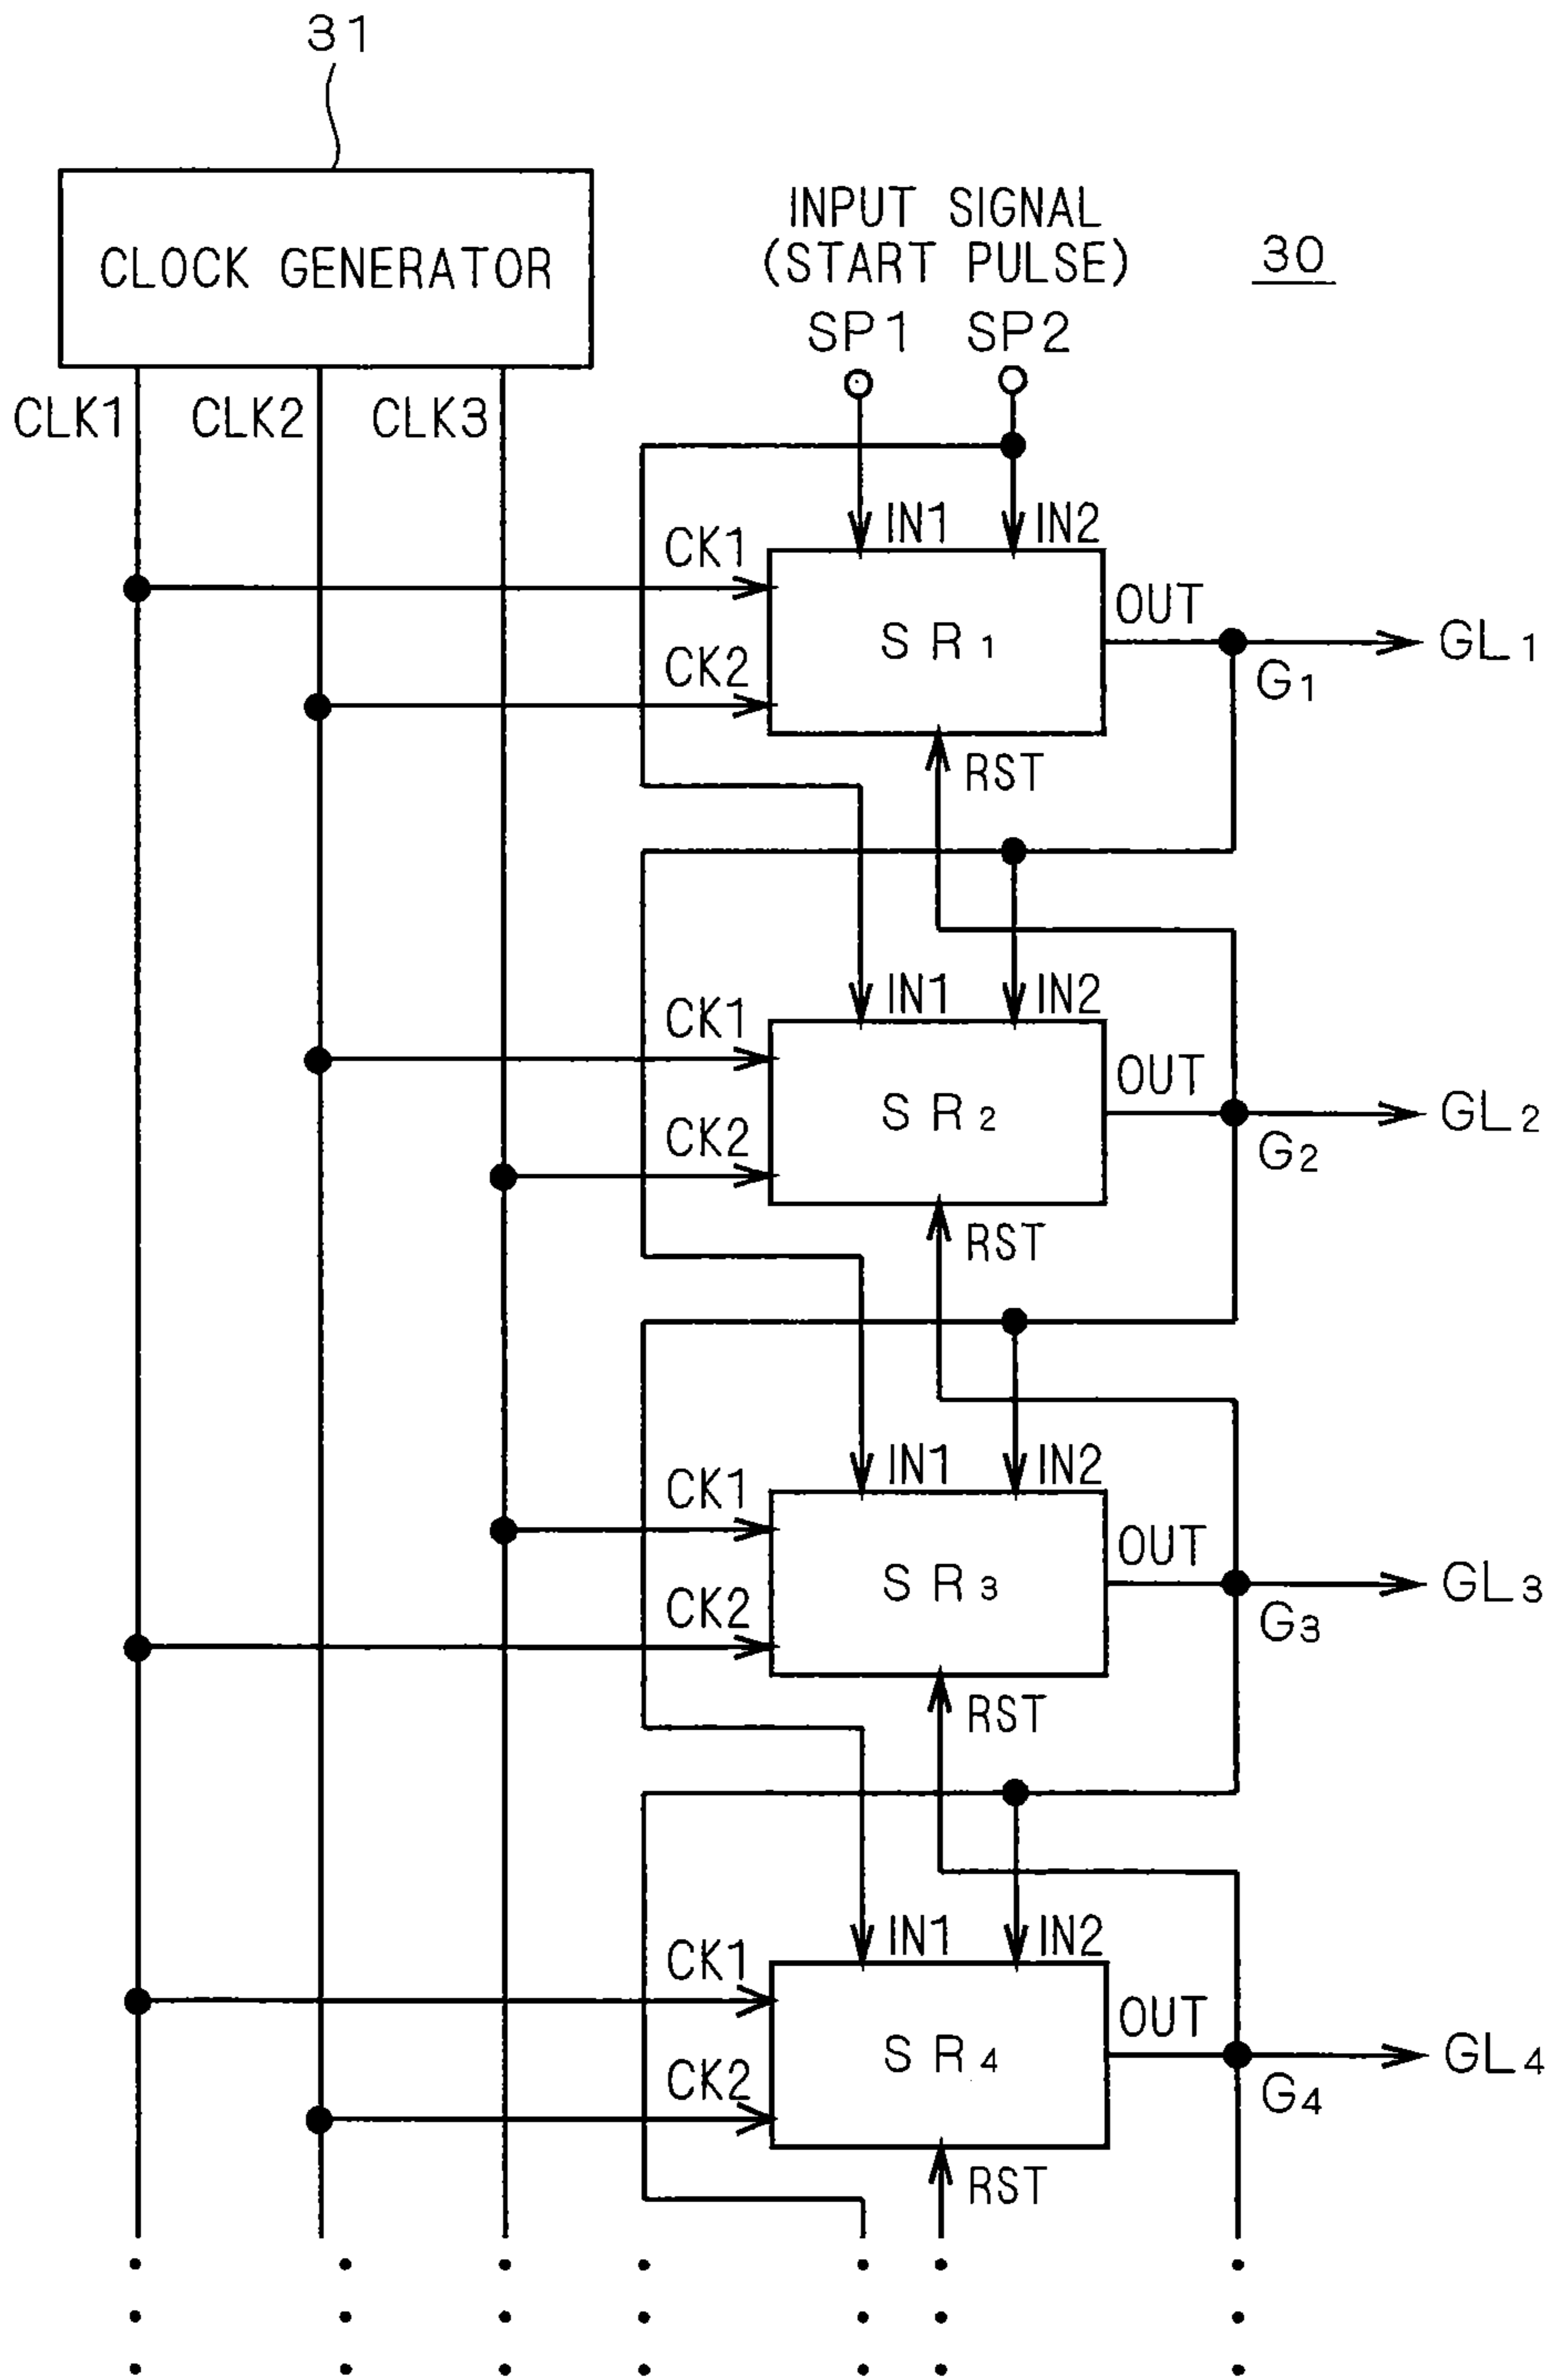 31
CLOCK GENERATOR
INPUT SIGNAL
(START PULSE)
30
SP1 SP2
CLK1 CLK2 CLK3
IN1 IN2
CK1
OUT
SR1
GL1
CK2
G1
RST
IN1 IN2
CK1
OUT
SR2
GL2
CK2
G2
RST
IN1 IN2
CK1
OUT
SR3
GL3
CK2
G3
RST
IN1 IN2
CK1
OUT
SR4
GL4
CK2
G4
RST